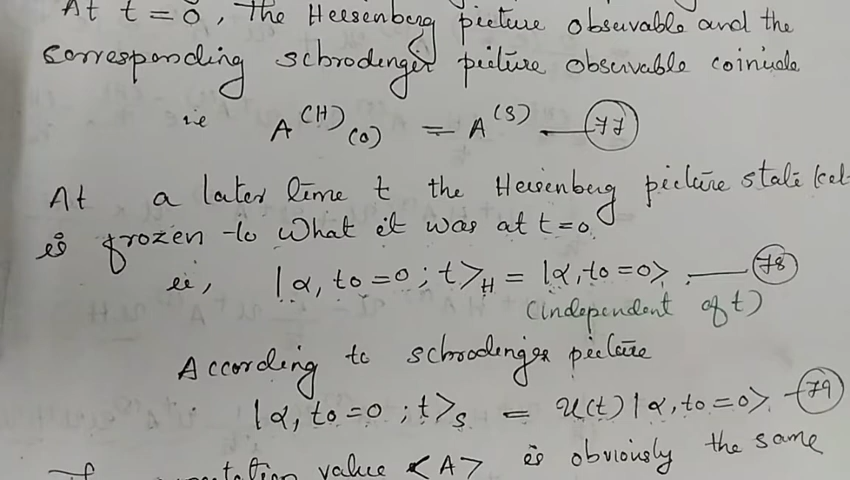 At t = 0, The Heisenberg picture observable and the
corresponding schrodinger picture observable coincide
ie A^(H)(0) = A^(S) — (77)
At a later time t the Heisenberg picture state ket
is frozen to what it was at t=0.
ie, |α, t0=0; t>_H = |α, t0=0>. — (78)
(independent of t)
According to schrodinger picture
|α, t0=0; t>_S = U(t)|α, t0=0> — (79)
value <A> is obviously the same